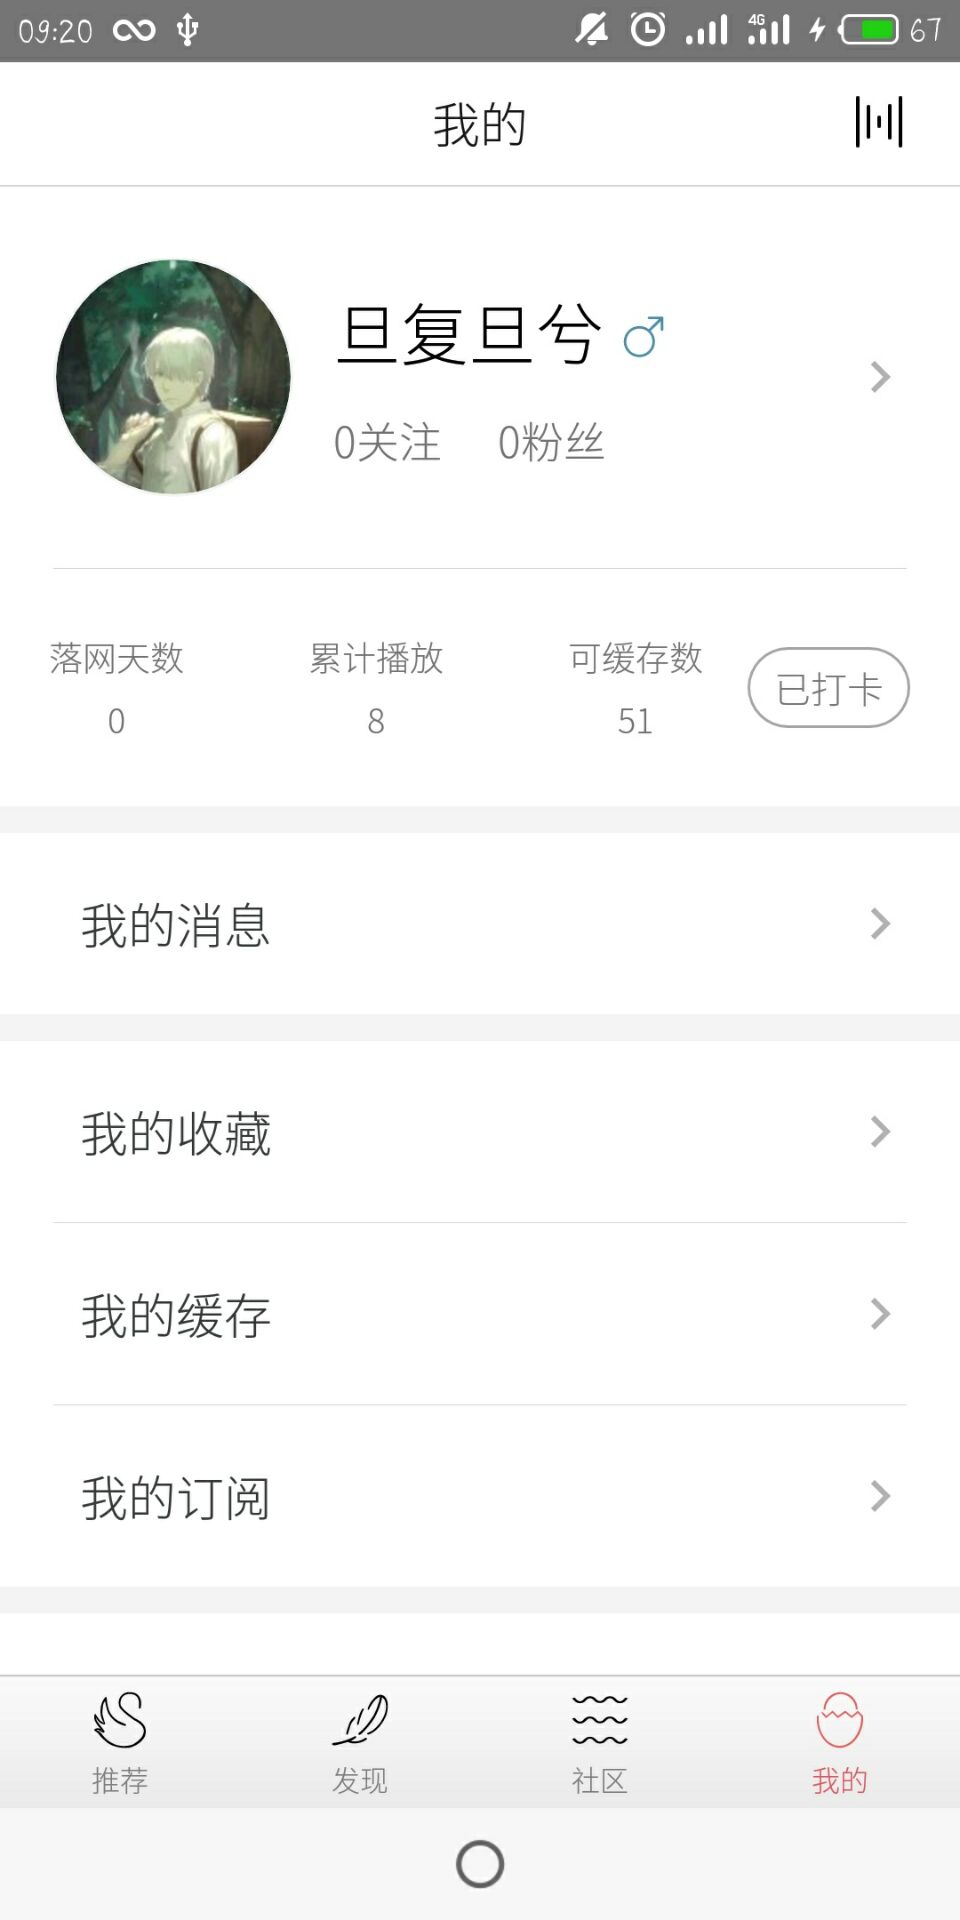 09:20 4G 67
我的
旦复旦兮
0关注 0粉丝
落网天数 累计播放 可缓存数
0 8 51
已打卡
我的消息
我的收藏
我的缓存
我的订阅
推荐 发现 社区 我的